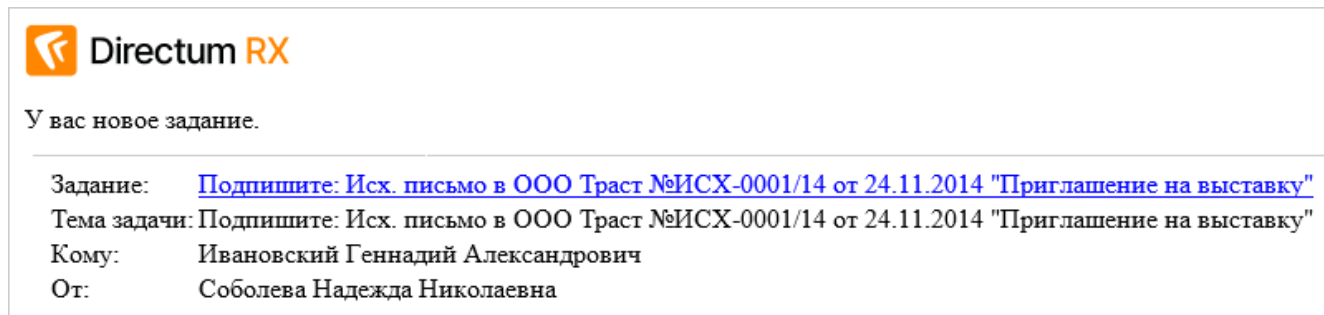 Directum RX
У вас новое задание.
Задание: Подпишите: Исх. письмо в ООО Траст №ИСХ-0001/14 от 24.11.2014 "Приглашение на выставку"
Тема задачи: Подпишите: Исх. письмо в ООО Траст №ИСХ-0001/14 от 24.11.2014 "Приглашение на выставку"
Кому: Ивановский Геннадий Александрович
От: Соболева Надежда Николаевна